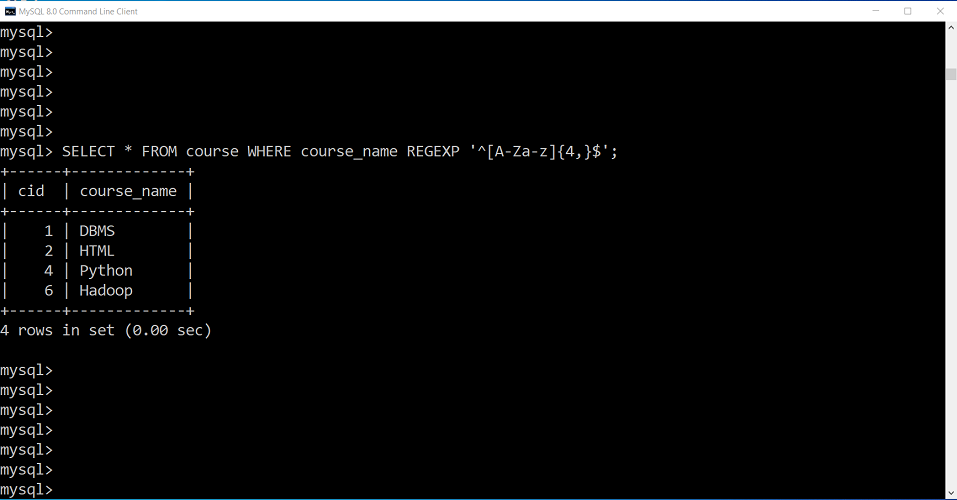 MySQL 8.0 Command Line Client
mysql>
mysql>
mysql>
mysql>
mysql>
mysql>
mysql> SELECT * FROM course WHERE course_name REGEXP '^[A-Za-z]{4,}$';
+------+-------------+
| cid  | course_name |
+------+-------------+
|    1 | DBMS        |
|    2 | HTML        |
|    4 | Python      |
|    6 | Hadoop      |
+------+-------------+
4 rows in set (0.00 sec)
mysql>
mysql>
mysql>
mysql>
mysql>
mysql>
mysql>